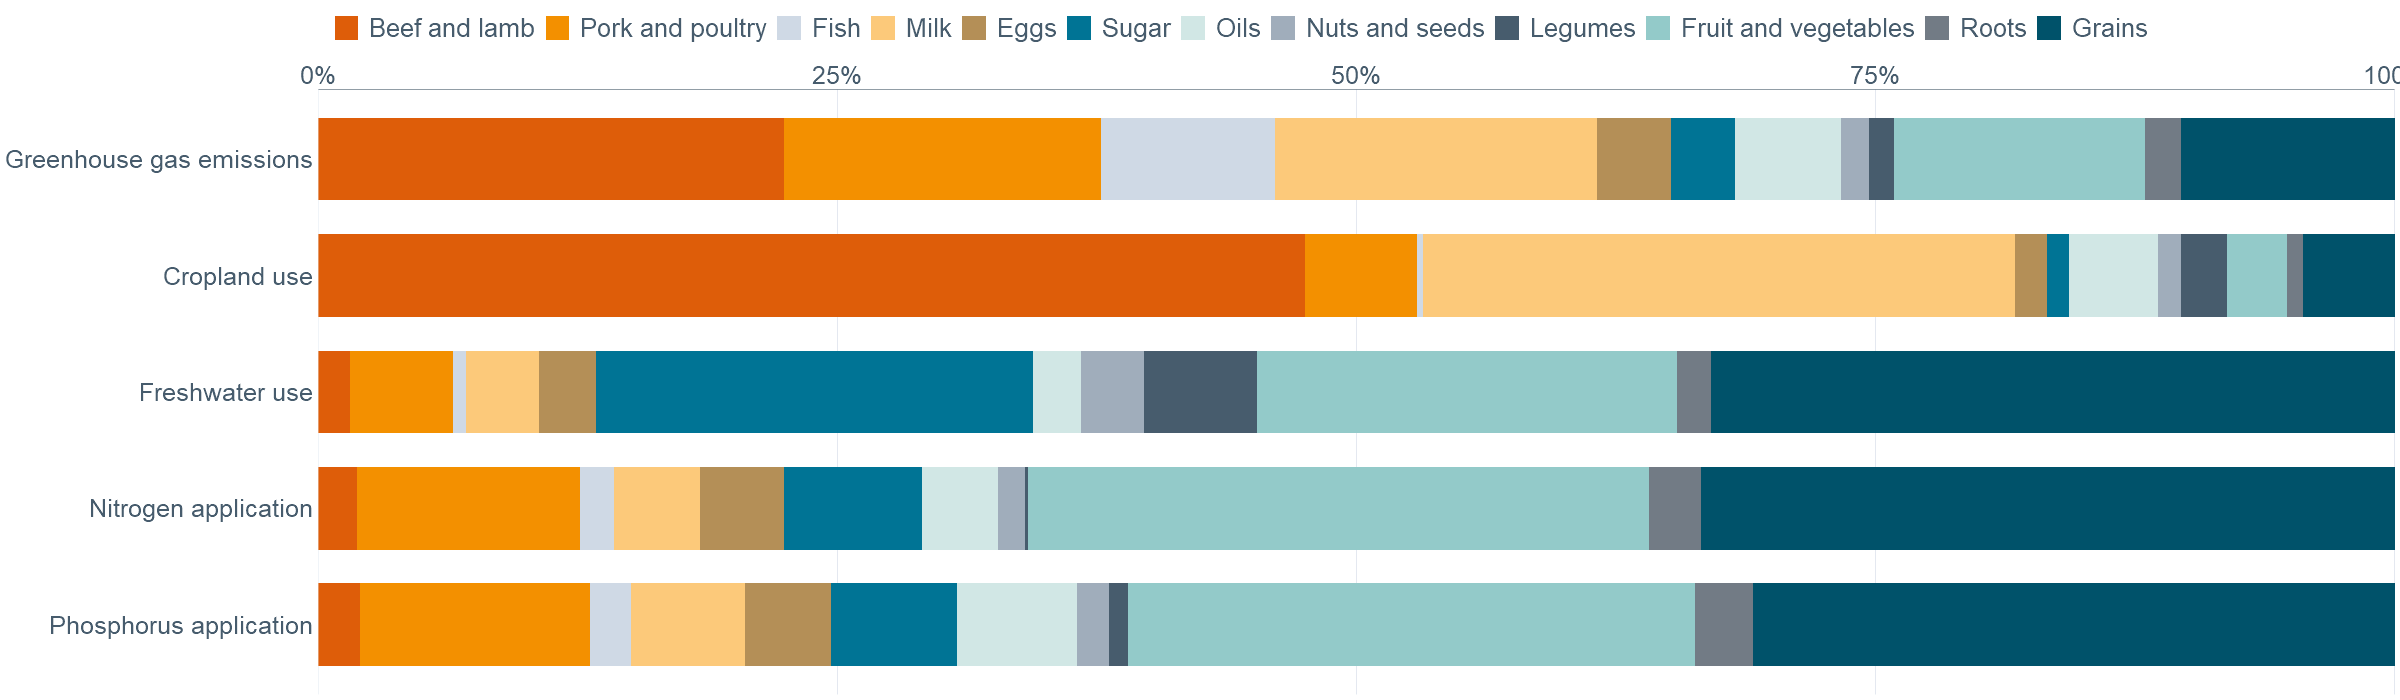 Beef and lamb Pork and poultry Fish Milk Eggs Sugar Oils Nuts and seeds Legumes Fruit and vegetables Roots Grains
0% 25% 50% 75% 100
Greenhouse gas emissions
Cropland use
Freshwater use
Nitrogen application
Phosphorus application